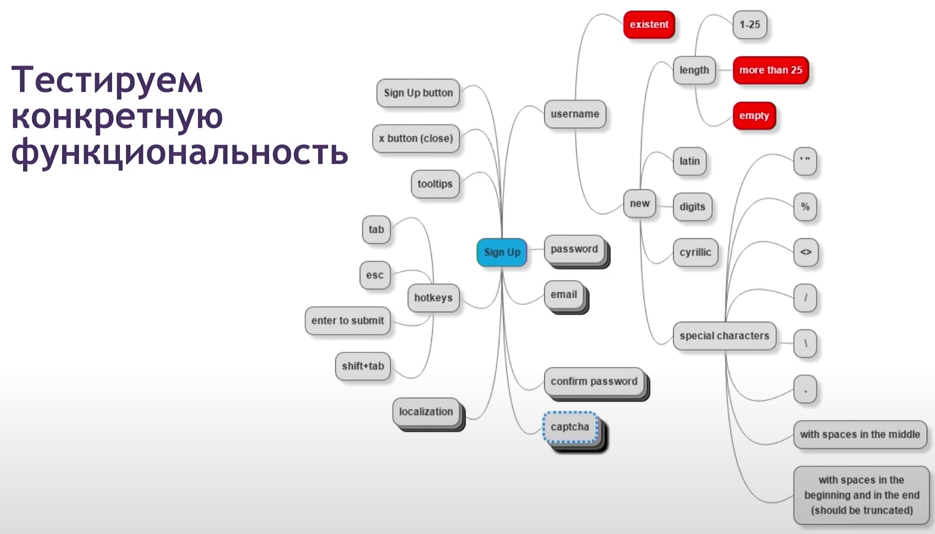 Тестируем
конкретную
функциональность
Sign Up button
x button (close)
tooltips
tab
esc
enter to submit
shift+tab
hotkeys
localization
Sign Up
username
password
email
confirm password
captcha
existent
new
length
1-25
more than 25
empty
latin
digits
cyrillic
special characters
' "
%
<>
/
\
.
with spaces in the middle
with spaces in the
beginning and in the end
(should be truncated)